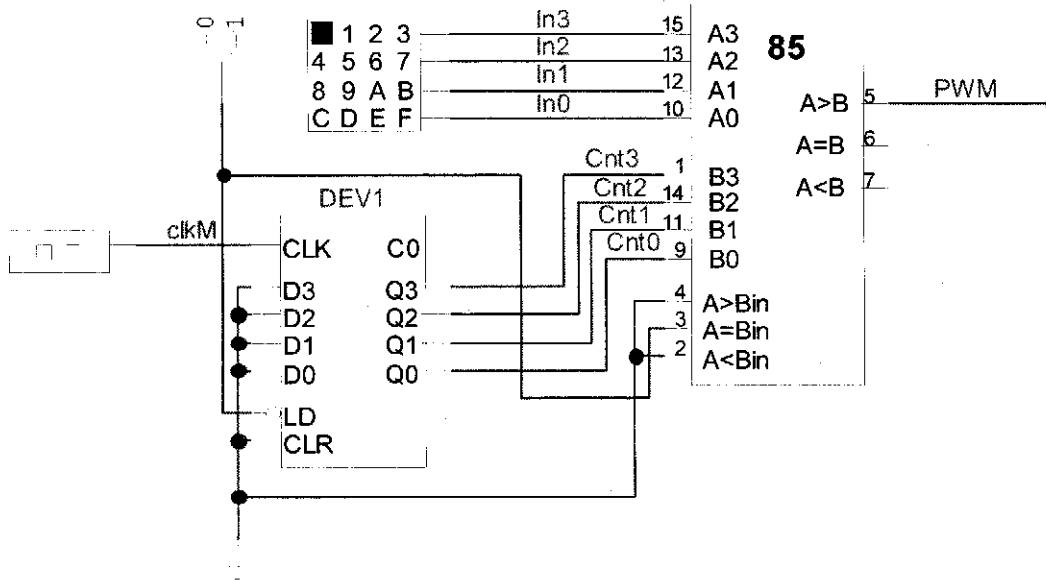 0
1
1 2 3
4 5 6 7
8 9 A B
C D E F
In3
In2
In1
In0
15
13
12
10
A3
A2
A1
A0
85
A>B
A=B
A<B
5
6
7
PWM
Cnt3
Cnt2
Cnt1
Cnt0
1
14
11
9
B3
B2
B1
B0
4
3
2
A>Bin
A=Bin
A<Bin
DEV1
clkM
CLK
C0
D3
Q3
D2
Q2
D1
Q1
D0
Q0
LD
CLR